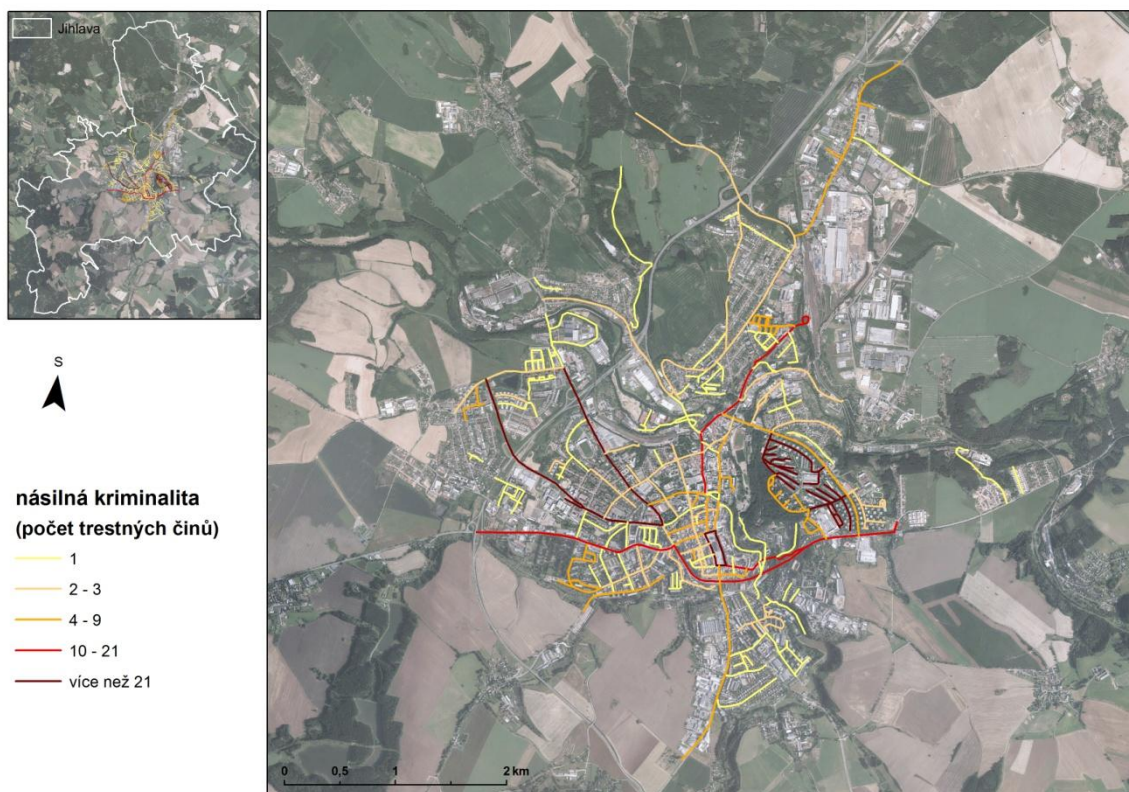 Jihlava
S
násilná kriminalita
(počet trestných činů)
1
2 - 3
4 - 9
10 - 21
více než 21
0 0,5 1 2 km